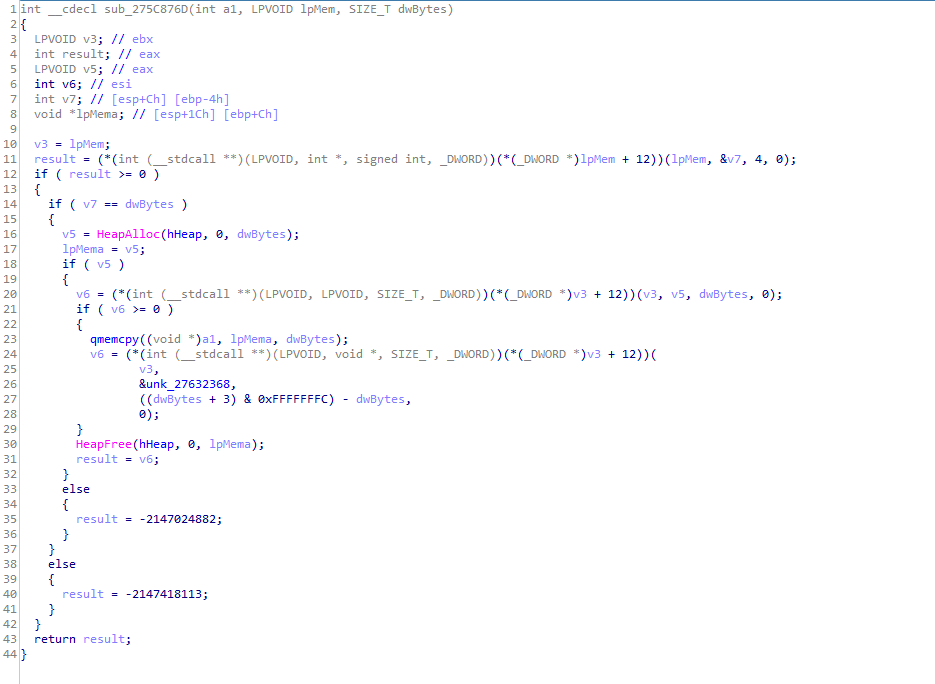 1 int __cdecl sub_275C876D(int a1, LPVOID lpMem, SIZE_T dwBytes)
2 {
3   LPVOID v3; // ebx
4   int result; // eax
5   LPVOID v5; // eax
6   int v6; // esi
7   int v7; // [esp+Ch] [ebp-4h]
8   void *lpMema; // [esp+1Ch] [ebp+Ch]
9
10   v3 = lpMem;
11   result = (*(int (__stdcall **)(LPVOID, int *, signed int, _DWORD))(*(_DWORD *)lpMem + 12))(lpMem, &v7, 4, 0);
12   if ( result >= 0 )
13   {
14     if ( v7 == dwBytes )
15     {
16       v5 = HeapAlloc(hHeap, 0, dwBytes);
17       lpMema = v5;
18       if ( v5 )
19       {
20         v6 = (*(int (__stdcall **)(LPVOID, LPVOID, SIZE_T, _DWORD))(*(_DWORD *)v3 + 12))(v3, v5, dwBytes, 0);
21         if ( v6 >= 0 )
22         {
23           qmemcpy((void *)a1, lpMema, dwBytes);
24           v6 = (*(int (__stdcall **)(LPVOID, void *, SIZE_T, _DWORD))(*(_DWORD *)v3 + 12))(
25                  v3,
26                  &unk_27632368,
27                  ((dwBytes + 3) & 0xFFFFFFFC) - dwBytes,
28                  0);
29         }
30         HeapFree(hHeap, 0, lpMema);
31         result = v6;
32       }
33       else
34       {
35         result = -2147024882;
36       }
37     }
38     else
39     {
40       result = -2147418113;
41     }
42   }
43   return result;
44 }